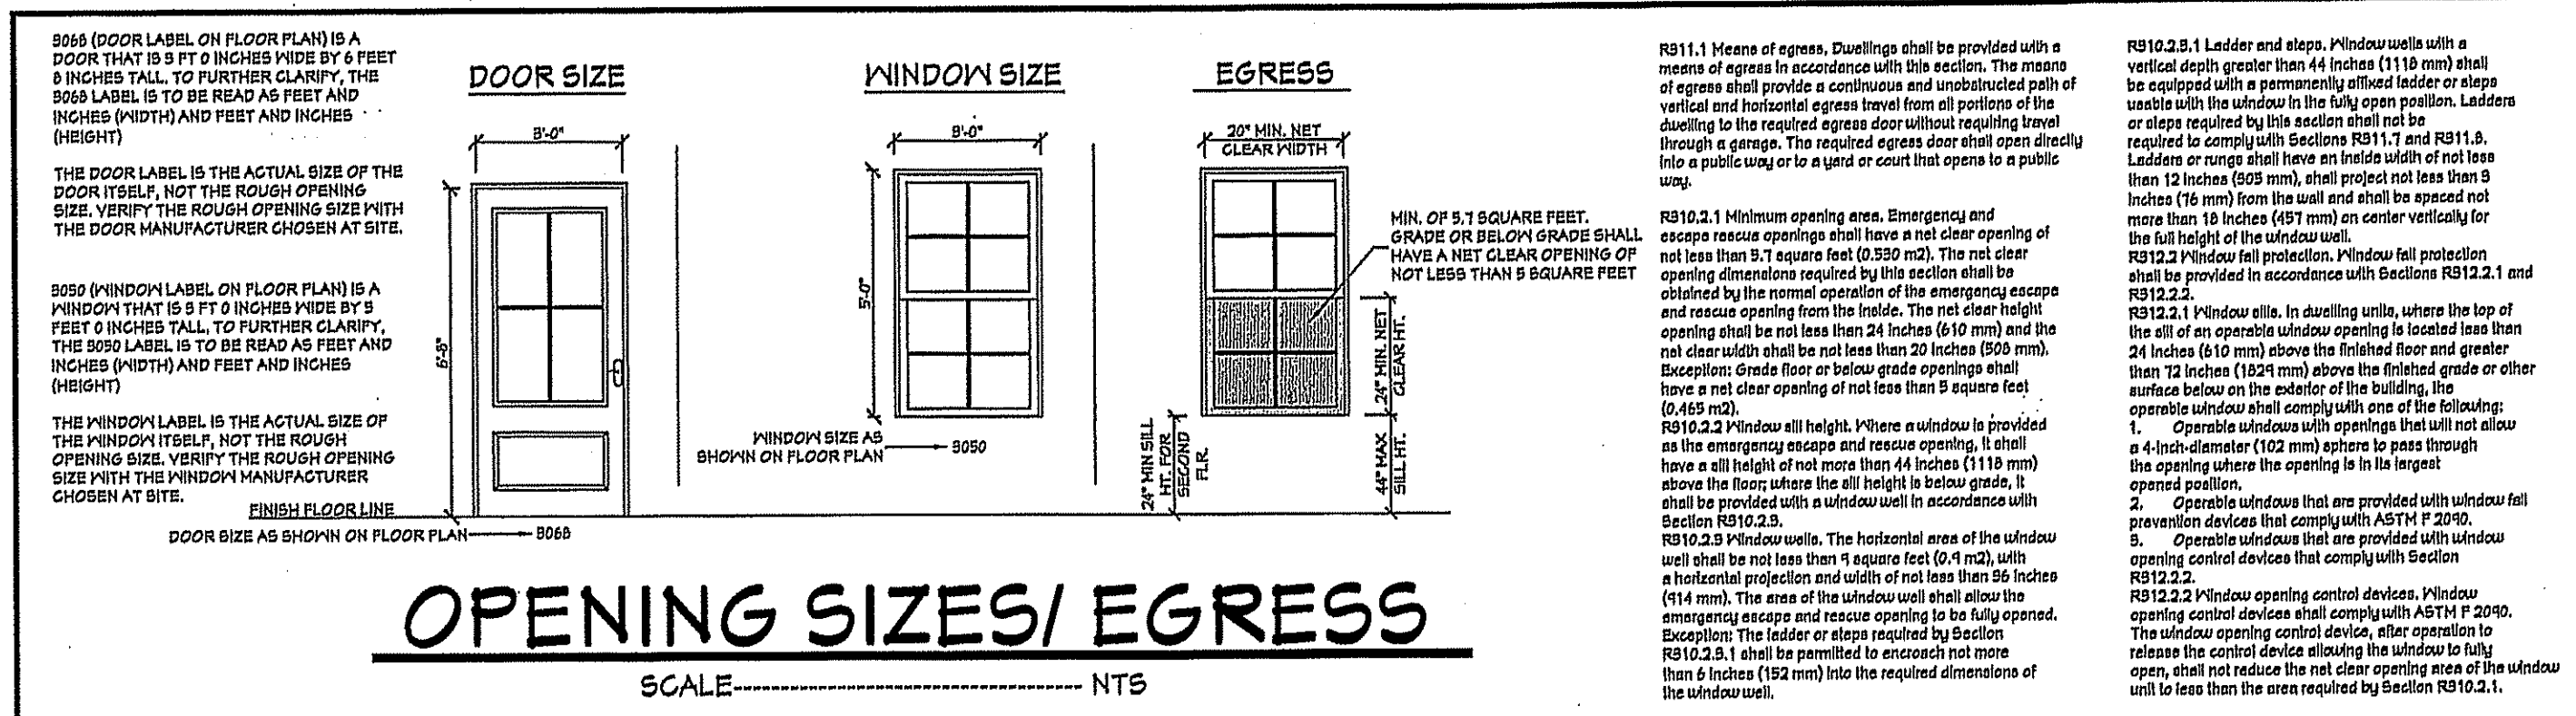 3068 (DOOR LABEL ON FLOOR PLAN) IS A
DOOR THAT IS 3 FT 0 INCHES WIDE BY 6 FEET
8 INCHES TALL. TO FURTHER CLARIFY, THE
3068 LABEL IS TO BE READ AS FEET AND
INCHES (WIDTH) AND FEET AND INCHES
(HEIGHT)
THE DOOR LABEL IS THE ACTUAL SIZE OF THE
DOOR ITSELF, NOT THE ROUGH OPENING
SIZE. VERIFY THE ROUGH OPENING SIZE WITH
THE DOOR MANUFACTURER CHOSEN AT SITE.
3050 (WINDOW LABEL ON FLOOR PLAN) IS A
WINDOW THAT IS 3 FT 0 INCHES WIDE BY 5
FEET 0 INCHES TALL, TO FURTHER CLARIFY,
THE 3050 LABEL IS TO BE READ AS FEET AND
INCHES (WIDTH) AND FEET AND INCHES
(HEIGHT)
THE WINDOW LABEL IS THE ACTUAL SIZE OF
THE WINDOW ITSELF, NOT THE ROUGH
OPENING SIZE. VERIFY THE ROUGH OPENING
SIZE WITH THE WINDOW MANUFACTURER
CHOSEN AT SITE.
FINISH FLOOR LINE
DOOR SIZE AS SHOWN ON FLOOR PLAN
3068
DOOR SIZE
3'-0"
6'-8"
WINDOW SIZE
3'-0"
5'-0"
WINDOW SIZE AS
SHOWN ON FLOOR PLAN
3050
EGRESS
20" MIN. NET
CLEAR WIDTH
MIN. OF 5.7 SQUARE FEET.
GRADE OR BELOW GRADE SHALL
HAVE A NET CLEAR OPENING OF
NOT LESS THAN 5 SQUARE FEET
24" MIN. NET
CLEAR HT.
24" MIN SILL
HT. FOR
SECOND
FLR.
44" MAX
SILL HT.
OPENING SIZES/ EGRESS
SCALE----------------------------------- NTS
R311.1 Means of egress. Dwellings shall be provided with a
means of egress in accordance with this section. The means
of egress shall provide a continuous and unobstructed path of
vertical and horizontal egress travel from all portions of the
dwelling to the required egress door without requiring travel
through a garage. The required egress door shall open directly
into a public way or to a yard or court that opens to a public
way.
R310.2.1 Minimum opening area. Emergency and
escape rescue openings shall have a net clear opening of
not less than 5.7 square feet (0.530 m2). The net clear
opening dimensions required by this section shall be
obtained by the normal operation of the emergency escape
and rescue opening from the inside. The net clear height
opening shall be not less than 24 inches (610 mm) and the
net clear width shall be not less than 20 inches (508 mm).
Exception: Grade floor or below grade openings shall
have a net clear opening of not less than 5 square feet
(0.465 m2).
R310.2.2 Window sill height. Where a window is provided
as the emergency escape and rescue opening, it shall
have a sill height of not more than 44 inches (1118 mm)
above the floor; where the sill height is below grade, it
shall be provided with a window well in accordance with
Section R310.2.3.
R310.2.3 Window wells. The horizontal area of the window
well shall be not less than 9 square feet (0.9 m2), with
a horizontal projection and width of not less than 36 inches
(914 mm). The area of the window well shall allow the
emergency escape and rescue opening to be fully opened.
Exception: The ladder or steps required by Section
R310.2.3.1 shall be permitted to encroach not more
than 6 inches (152 mm) into the required dimensions of
the window well.
R310.2.3.1 Ladder and steps. Window wells with a
vertical depth greater than 44 inches (1118 mm) shall
be equipped with a permanently affixed ladder or steps
usable with the window in the fully open position. Ladders
or steps required by this section shall not be
required to comply with Sections R311.7 and R311.8.
Ladders or rungs shall have an inside width of not less
than 12 inches (305 mm), shall project not less than 3
inches (76 mm) from the wall and shall be spaced not
more than 18 inches (457 mm) on center vertically for
the full height of the window well.
R312.2 Window fall protection. Window fall protection
shall be provided in accordance with Sections R312.2.1 and
R312.2.2.
R312.2.1 Window sills. In dwelling units, where the top of
the sill of an operable window opening is located less than
24 inches (610 mm) above the finished floor and greater
than 72 inches (1829 mm) above the finished grade or other
surface below on the exterior of the building, the
operable window shall comply with one of the following:
1. Operable windows with openings that will not allow
a 4-inch-diameter (102 mm) sphere to pass through
the opening where the opening is in its largest
opened position.
2. Operable windows that are provided with window fall
prevention devices that comply with ASTM F 2090.
3. Operable windows that are provided with window
opening control devices that comply with Section
R312.2.2.
R312.2.2 Window opening control devices. Window
opening control devices shall comply with ASTM F 2090.
The window opening control device, after operation to
release the control device allowing the window to fully
open, shall not reduce the net clear opening area of the window
unit to less than the area required by Section R310.2.1.